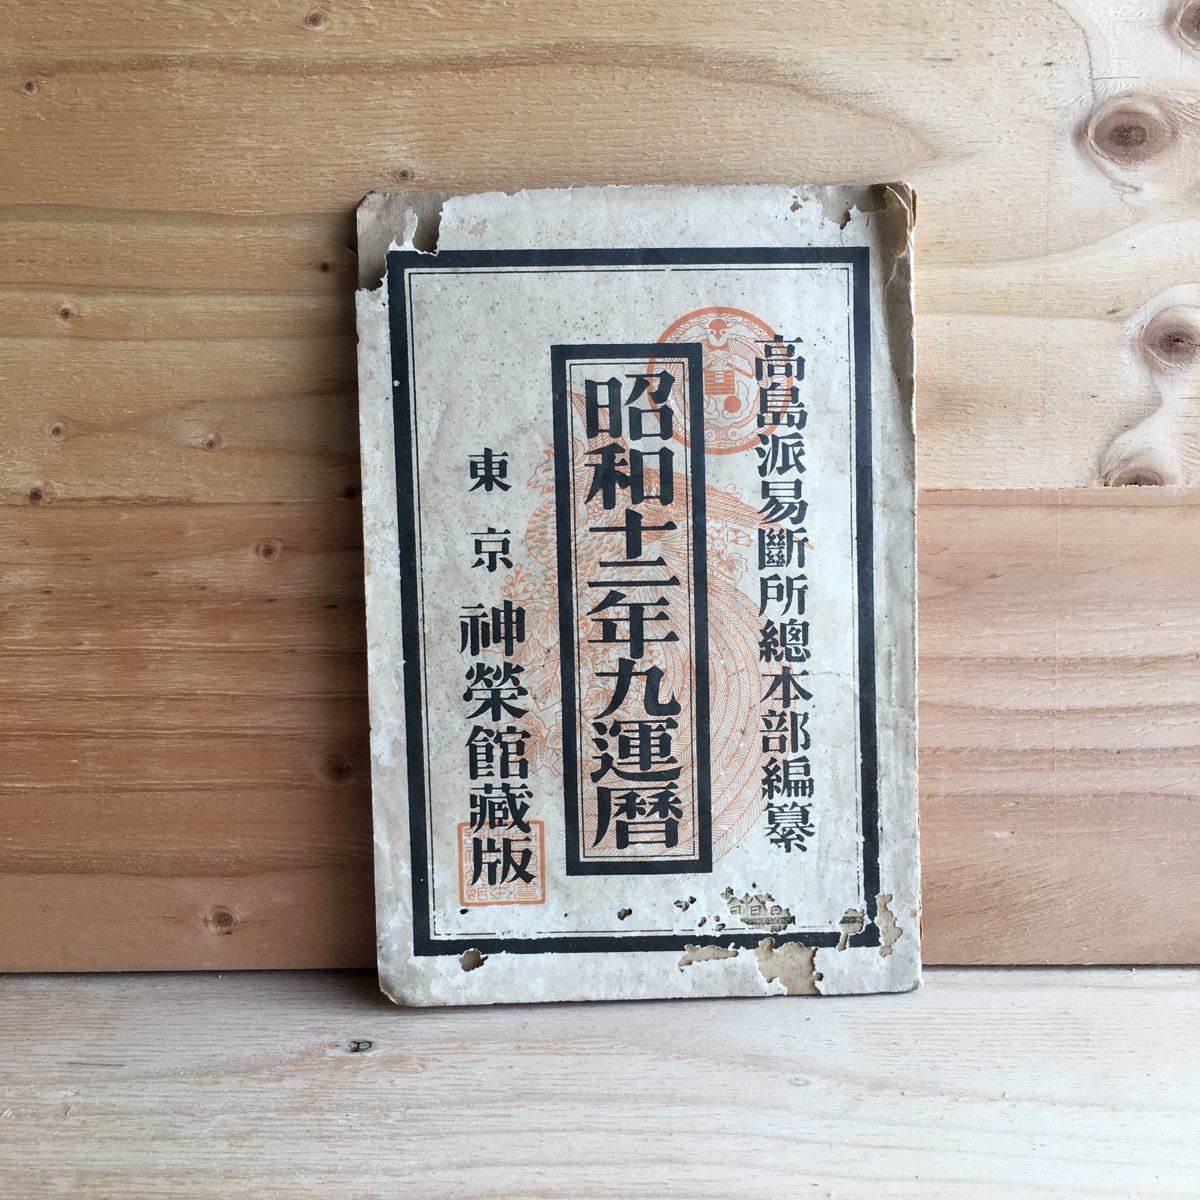 高島派易斷所總本部編纂
昭和十二年九運曆
東京 神榮館藏版